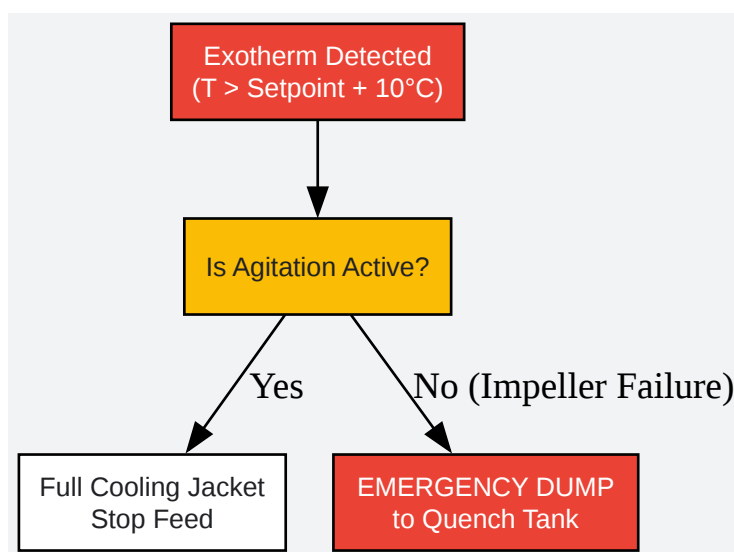 Exotherm Detected
(T > Setpoint + 10°C)
Is Agitation Active?
Yes
No (Impeller Failure)
Full Cooling Jacket
Stop Feed
EMERGENCY DUMP
to Quench Tank